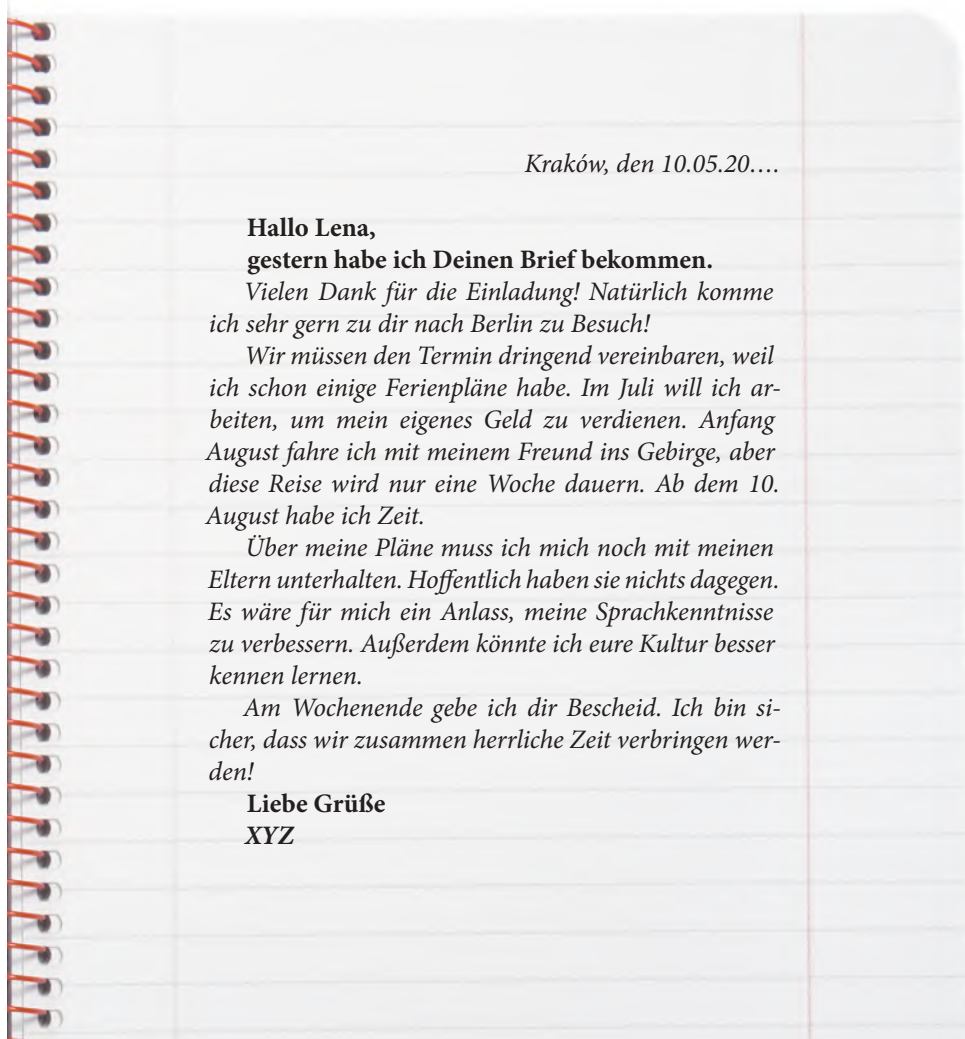 Kraków, den 10.05.20….
Hallo Lena,
gestern habe ich Deinen Brief bekommen.
Vielen Dank für die Einladung! Natürlich komme
ich sehr gern zu dir nach Berlin zu Besuch!
Wir müssen den Termin dringend vereinbaren, weil
ich schon einige Ferienpläne habe. Im Juli will ich ar-
beiten, um mein eigenes Geld zu verdienen. Anfang
August fahre ich mit meinem Freund ins Gebirge, aber
diese Reise wird nur eine Woche dauern. Ab dem 10.
August habe ich Zeit.
Über meine Pläne muss ich mich noch mit meinen
Eltern unterhalten. Hoffentlich haben sie nichts dagegen.
Es wäre für mich ein Anlass, meine Sprachkenntnisse
zu verbessern. Außerdem könnte ich eure Kultur besser
kennen lernen.
Am Wochenende gebe ich dir Bescheid. Ich bin si-
cher, dass wir zusammen herrliche Zeit verbringen wer-
den!
Liebe Grüße
XYZ